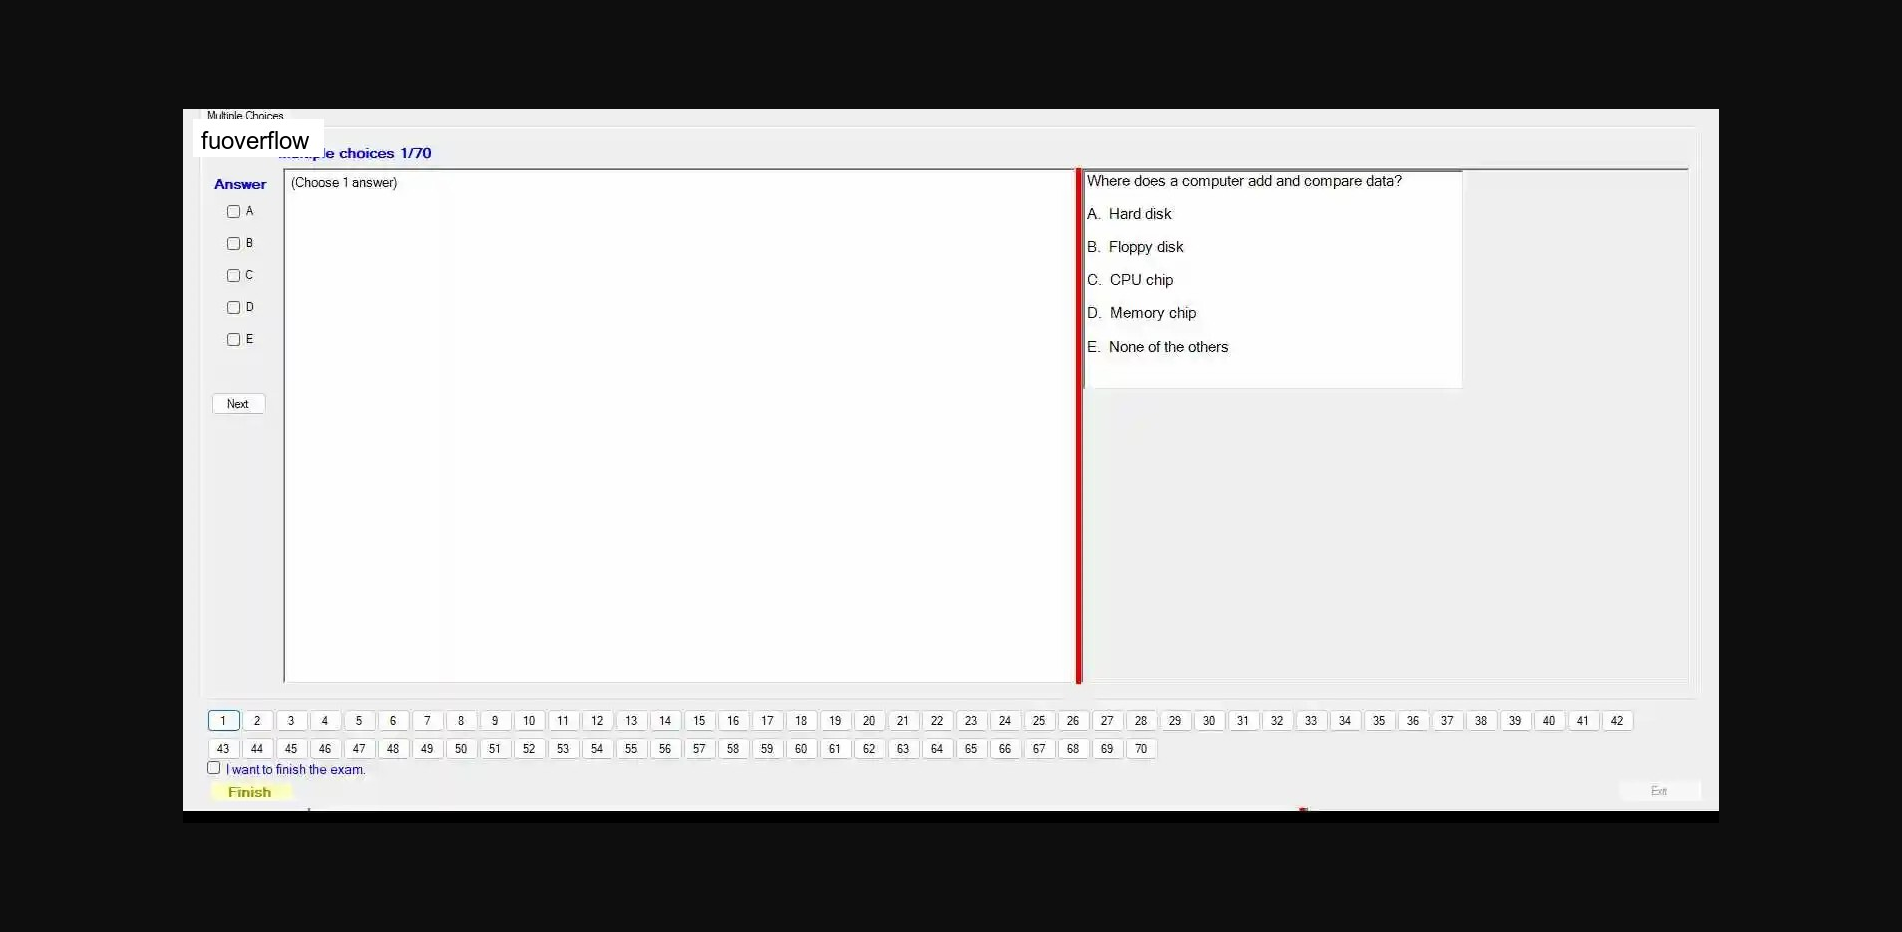 Multiple Choices
fuoverflow
choices 1/70
Answer
(Choose 1 answer)
A
B
C
D
E
Next
Where does a computer add and compare data?
A. Hard disk
B. Floppy disk
C. CPU chip
D. Memory chip
E. None of the others
1 2 3 4 5 6 7 8 9 10 11 12 13 14 15 16 17 18 19 20 21 22 23 24 25 26 27 28 29 30 31 32 33 34 35 36 37 38 39 40 41 42
43 44 45 46 47 48 49 50 51 52 53 54 55 56 57 58 59 60 61 62 63 64 65 66 67 68 69 70
I want to finish the exam.
Finish
Exit